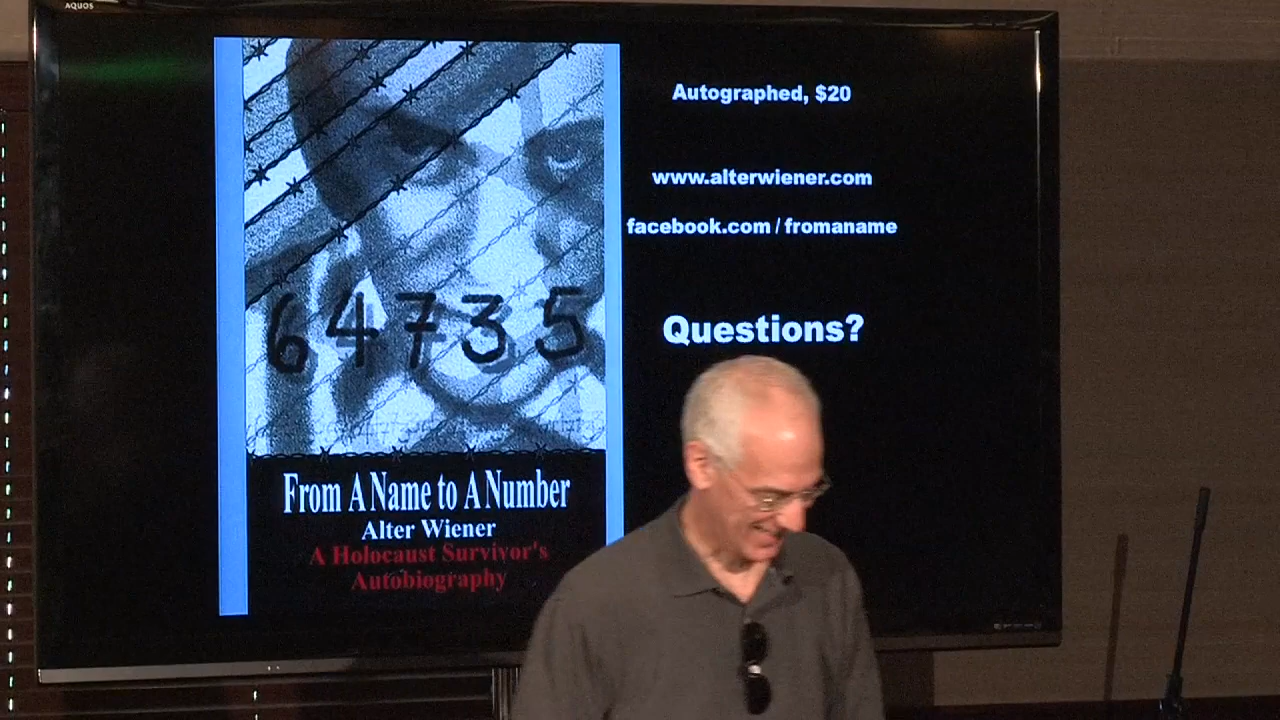 AQUOS
Autographed, $20
www.alterwiener.com
facebook.com / fromaname
64735
Questions?
From A Name to A Number
Alter Wiener
A Holocaust Survivor's
Autobiography